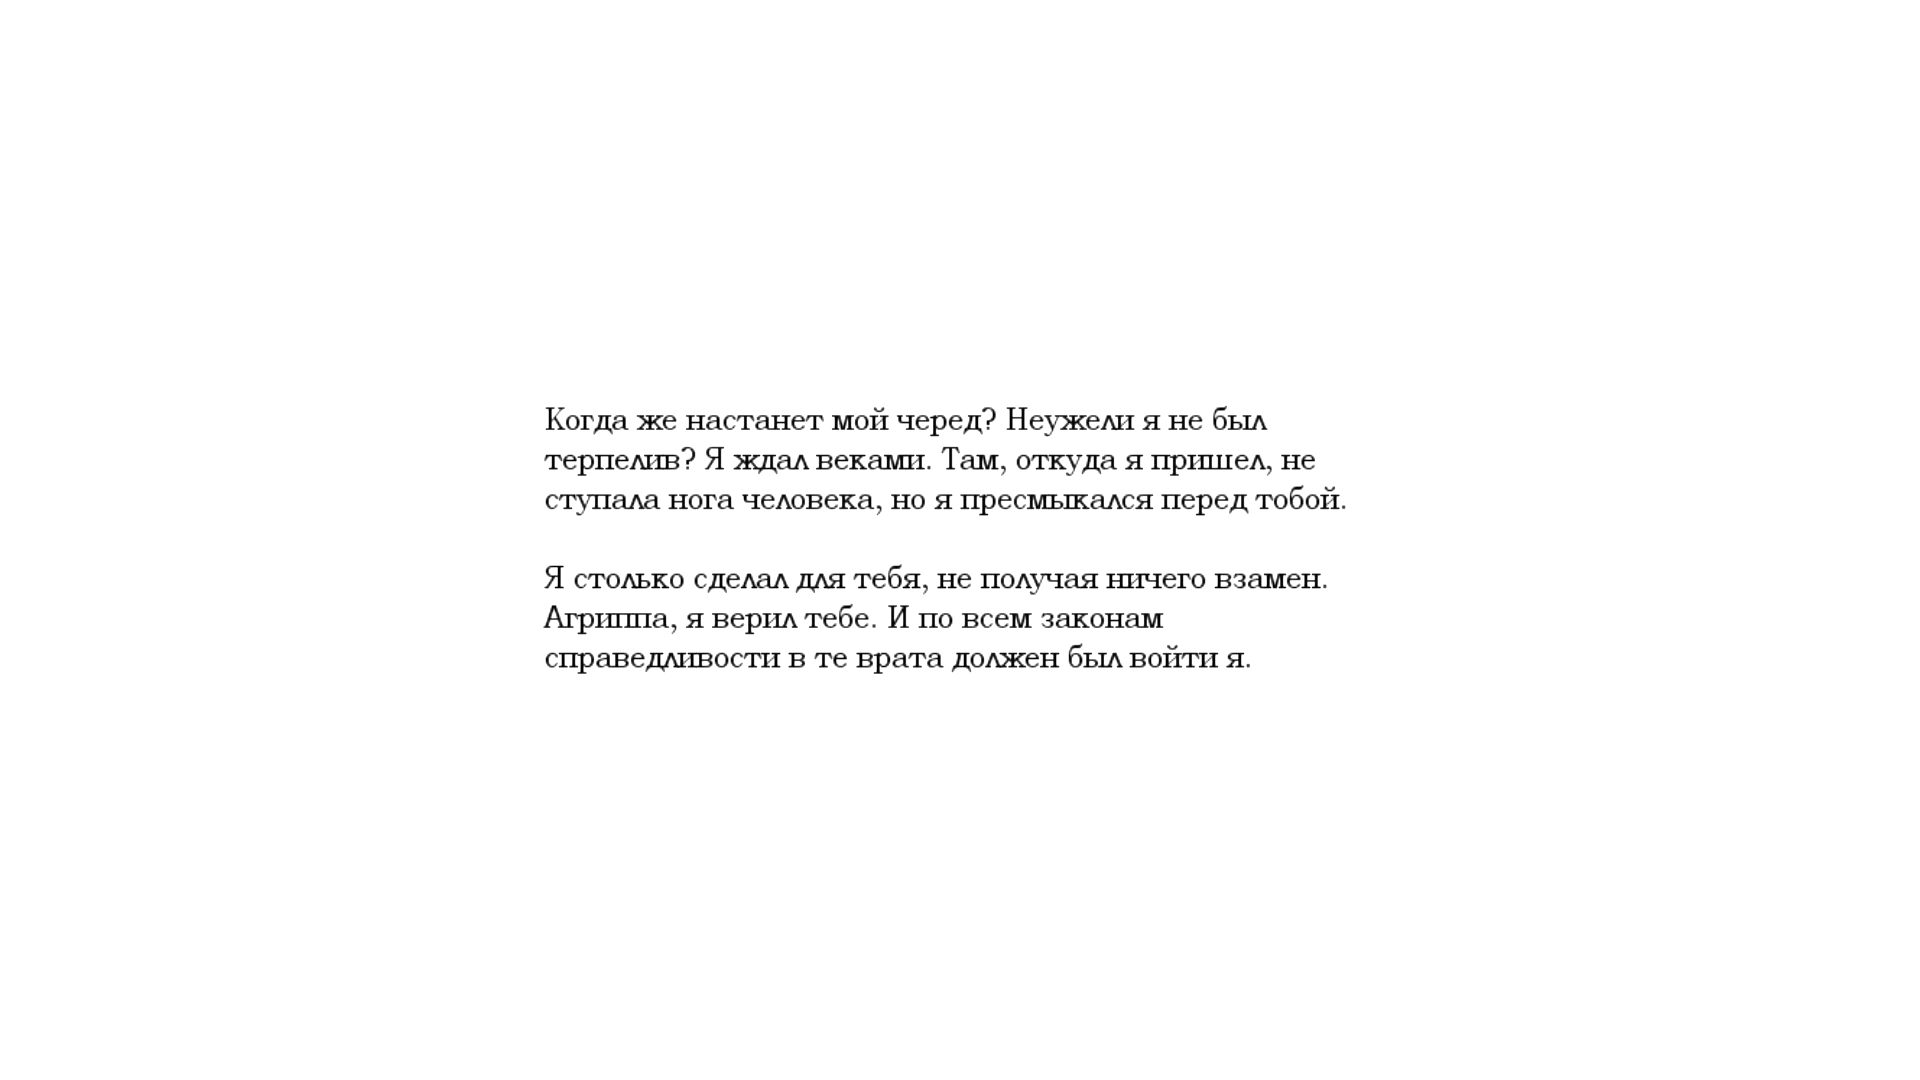 Когда же настанет мой черед? Неужели я не был
терпелив? Я ждал веками. Там, откуда я пришел, не
ступала нога человека, но я пресмыкался перед тобой.
Я столько сделал для тебя, не получая ничего взамен.
Агриппа, я верил тебе. И по всем законам
справедливости в те врата должен был войти я.